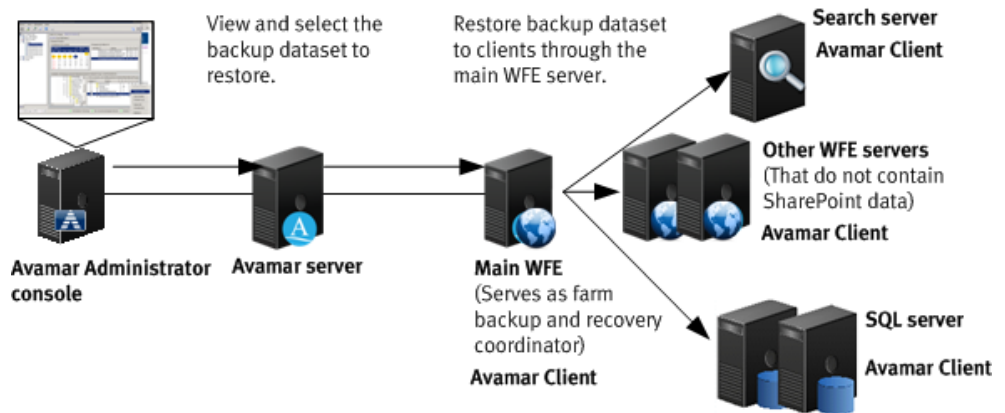 View and select the
backup dataset to
restore.
Restore backup dataset
to clients through the
main WFE server.
Search server
Avamar Client
Other WFE servers
(That do not contain
SharePoint data)
Avamar Client
Avamar Administrator
console
Avamar server
A
Main WFE
(Serves as farm
backup and recovery
coordinator)
Avamar Client
SQL server
Avamar Client